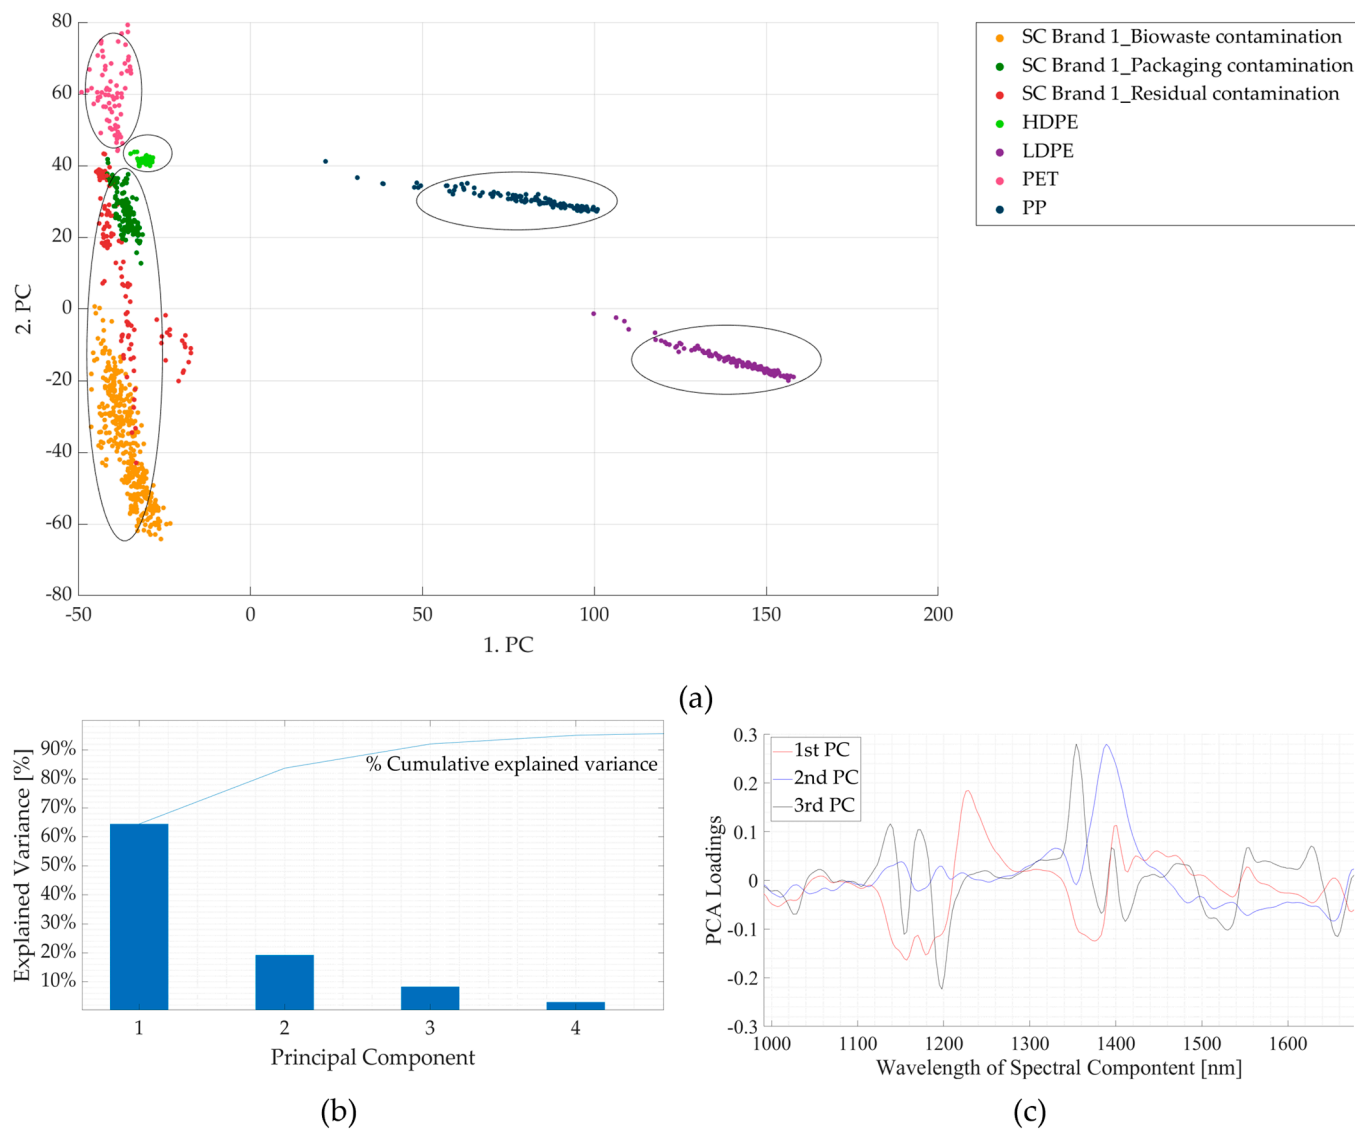 80
60
40
20
0
-20
-40
-60
80
2. PC
-50
0
50
100
150
200
1. PC
SC Brand 1_Biowaste contamination
SC Brand 1_Packaging contamination
SC Brand 1_Residual contamination
HDPE
LDPE
PET
PP
(a)
Explained Variance [%]
90%
80%
70%
60%
50%
40%
30%
20%
10%
% Cumulative explained variance
1
2
3
4
Principal Component
(b)
PCA Loadings
0.3
0.2
0.1
0
-0.1
-0.2
-0.3
1st PC
2nd PC
3rd PC
1000
1100
1200
1300
1400
1500
1600
Wavelength of Spectral Compontent [nm]
(c)